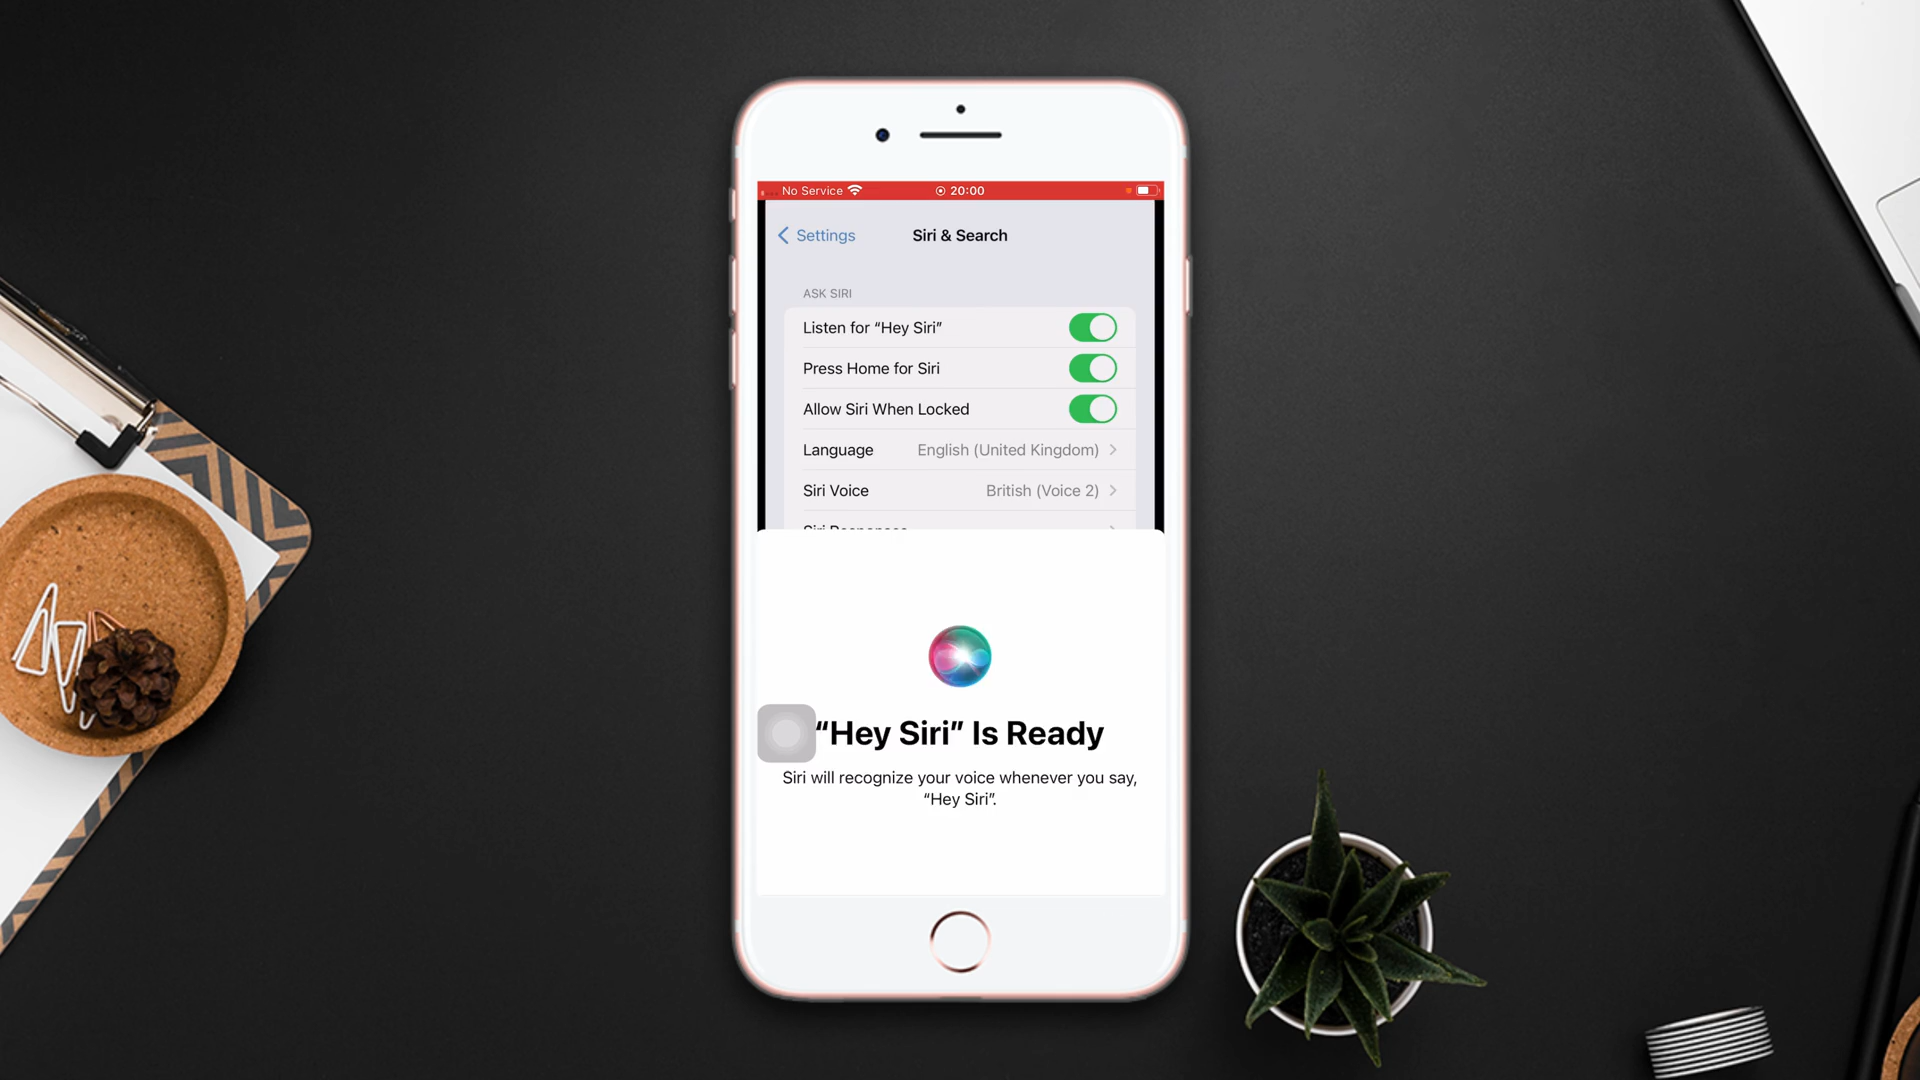 No Service 20:00
Settings Siri & Search
ASK SIRI
Listen for “Hey Siri”
Press Home for Siri
Allow Siri When Locked
Language English (United Kingdom)
Siri Voice British (Voice 2)
Siri Responses
“Hey Siri” Is Ready
Siri will recognize your voice whenever you say,
“Hey Siri”.